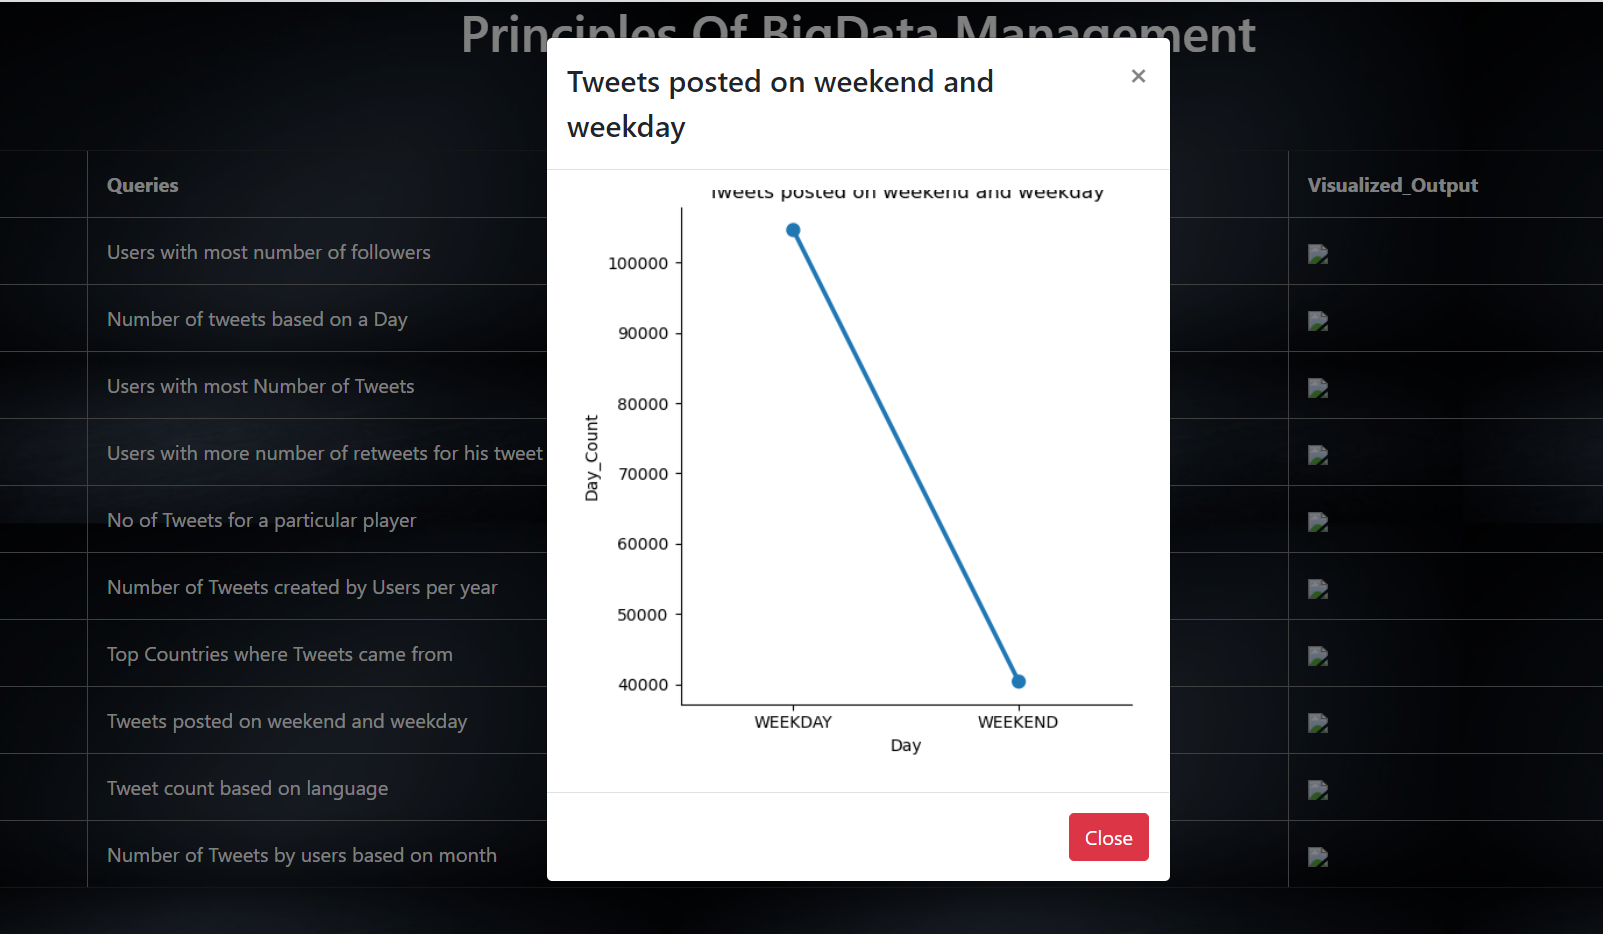 Principles Of BigData Management
Tweets posted on weekend and
weekday
×
Queries
Visualized_Output
Users with most number of followers
Number of tweets based on a Day
Users with most Number of Tweets
Users with more number of retweets for his tweet
No of Tweets for a particular player
Number of Tweets created by Users per year
Top Countries where Tweets came from
Tweets posted on weekend and weekday
Tweet count based on language
Number of Tweets by users based on month
Tweets posted on weekend and weekday
100000
90000
80000
70000
60000
50000
40000
Day_Count
WEEKDAY
WEEKEND
Day
Close